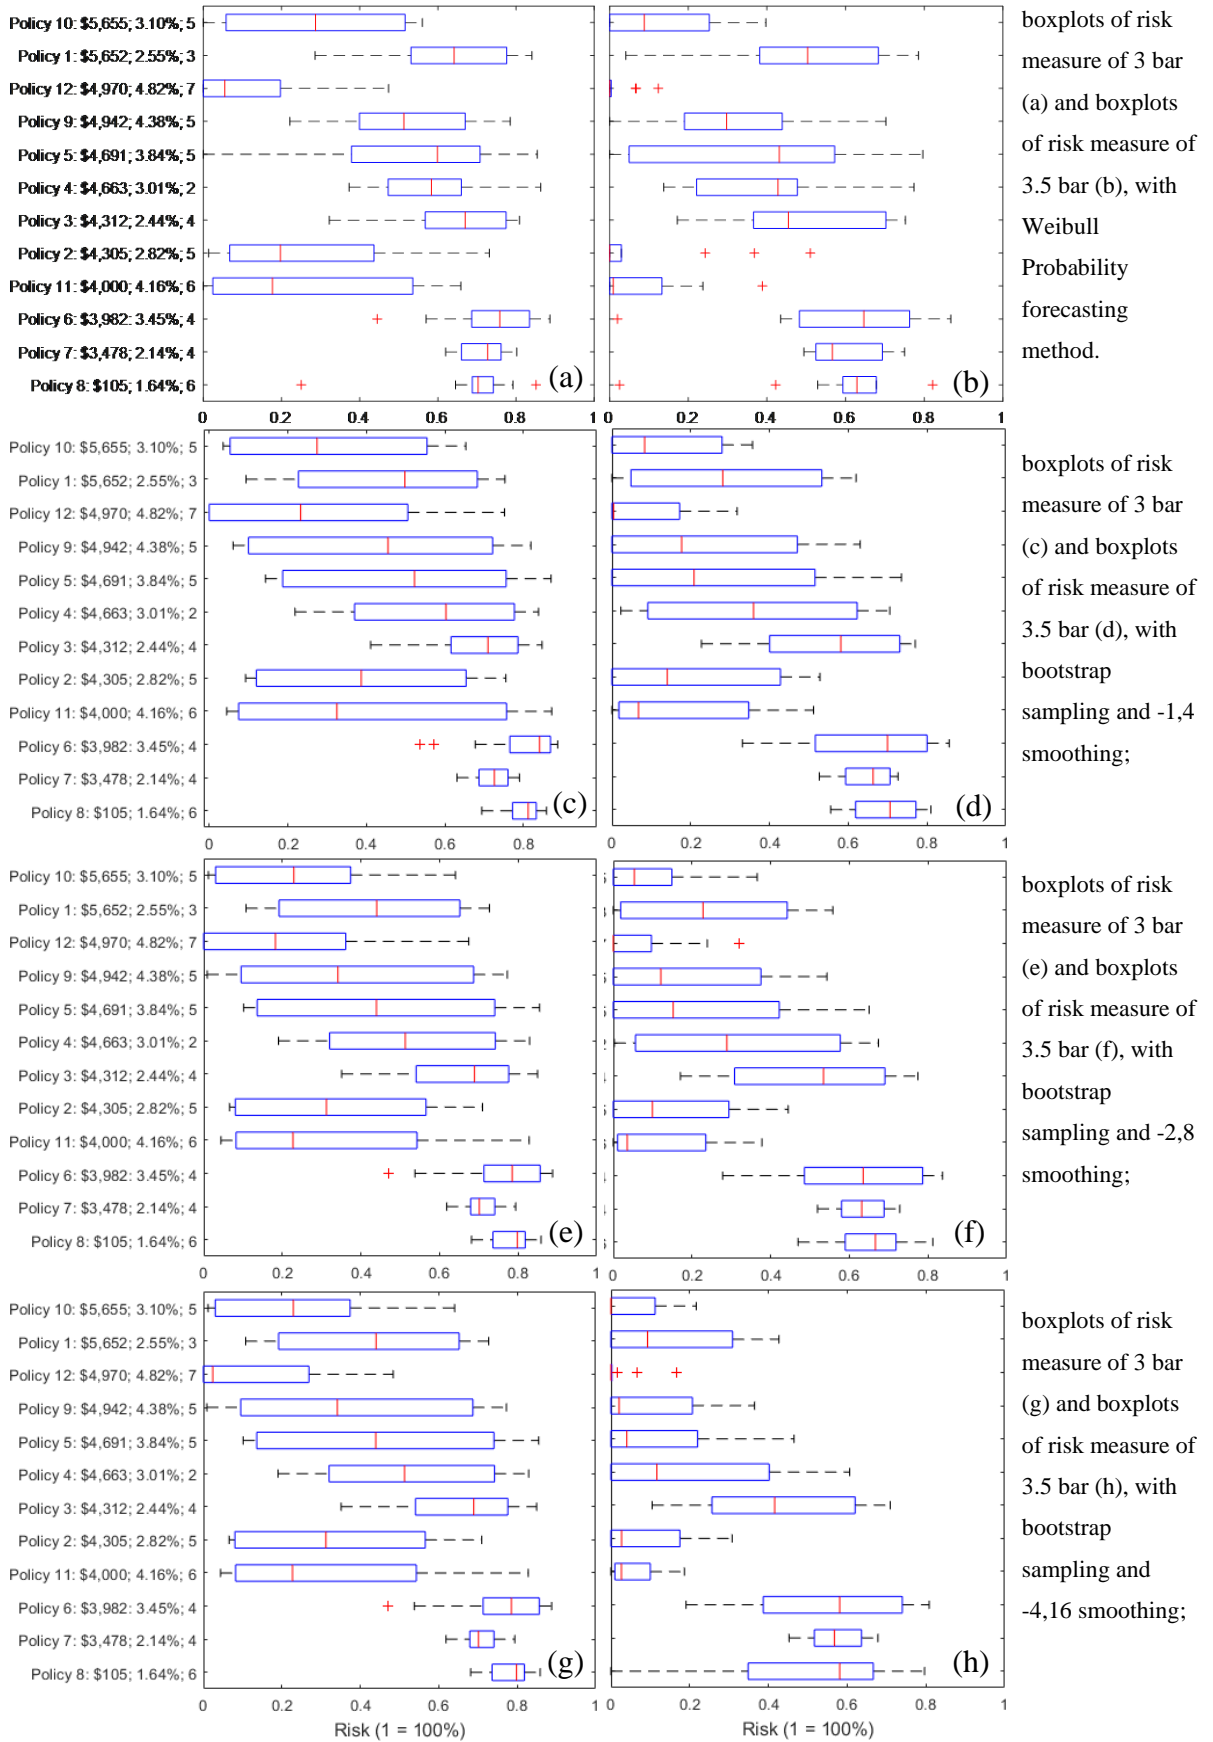 Policy 10: $5,655; 3.10%; 5
Policy 1: $5,652; 2.55%; 3
Policy 12: $4,970; 4.82%; 7
Policy 9: $4,942; 4.38%; 5
Policy 5: $4,691; 3.84%; 5
Policy 4: $4,663; 3.01%; 2
Policy 3: $4,312; 2.44%; 4
Policy 2: $4,305; 2.82%; 5
Policy 11: $4,000; 4.16%; 6
Policy 6: $3,982; 3.45%; 4
Policy 7: $3,478; 2.14%; 4
Policy 8: $105; 1.64%; 6
(a)
0 0.2 0.4 0.6 0.8 1
(b)
0.2 0.4 0.6 0.8 1
boxplots of risk
measure of 3 bar
(a) and boxplots
of risk measure of
3.5 bar (b), with
Weibull
Probability
forecasting
method.
Policy 10: $5,655; 3.10%; 5
Policy 1: $5,652; 2.55%; 3
Policy 12: $4,970; 4.82%; 7
Policy 9: $4,942; 4.38%; 5
Policy 5: $4,691; 3.84%; 5
Policy 4: $4,663; 3.01%; 2
Policy 3: $4,312; 2.44%; 4
Policy 2: $4,305; 2.82%; 5
Policy 11: $4,000; 4.16%; 6
Policy 6: $3,982; 3.45%; 4
Policy 7: $3,478; 2.14%; 4
Policy 8: $105; 1.64%; 6
(c)
0 0.2 0.4 0.6 0.8
(d)
0 0.2 0.4 0.6 0.8 1
boxplots of risk
measure of 3 bar
(c) and boxplots
of risk measure of
3.5 bar (d), with
bootstrap
sampling and -1,4
smoothing;
Policy 10: $5,655; 3.10%; 5
Policy 1: $5,652; 2.55%; 3
Policy 12: $4,970; 4.82%; 7
Policy 9: $4,942; 4.38%; 5
Policy 5: $4,691; 3.84%; 5
Policy 4: $4,663; 3.01%; 2
Policy 3: $4,312; 2.44%; 4
Policy 2: $4,305; 2.82%; 5
Policy 11: $4,000; 4.16%; 6
Policy 6: $3,982; 3.45%; 4
Policy 7: $3,478; 2.14%; 4
Policy 8: $105; 1.64%; 6
(e)
0 0.2 0.4 0.6 0.8 1
(f)
0 0.2 0.4 0.6 0.8 1
boxplots of risk
measure of 3 bar
(e) and boxplots
of risk measure of
3.5 bar (f), with
bootstrap
sampling and -2,8
smoothing;
Policy 10: $5,655; 3.10%; 5
Policy 1: $5,652; 2.55%; 3
Policy 12: $4,970; 4.82%; 7
Policy 9: $4,942; 4.38%; 5
Policy 5: $4,691; 3.84%; 5
Policy 4: $4,663; 3.01%; 2
Policy 3: $4,312; 2.44%; 4
Policy 2: $4,305; 2.82%; 5
Policy 11: $4,000; 4.16%; 6
Policy 6: $3,982; 3.45%; 4
Policy 7: $3,478; 2.14%; 4
Policy 8: $105; 1.64%; 6
(g)
0 0.2 0.4 0.6 0.8 1
Risk (1 = 100%)
(h)
0 0.2 0.4 0.6 0.8 1
Risk (1 = 100%)
boxplots of risk
measure of 3 bar
(g) and boxplots
of risk measure of
3.5 bar (h), with
bootstrap
sampling and
-4,16 smoothing;